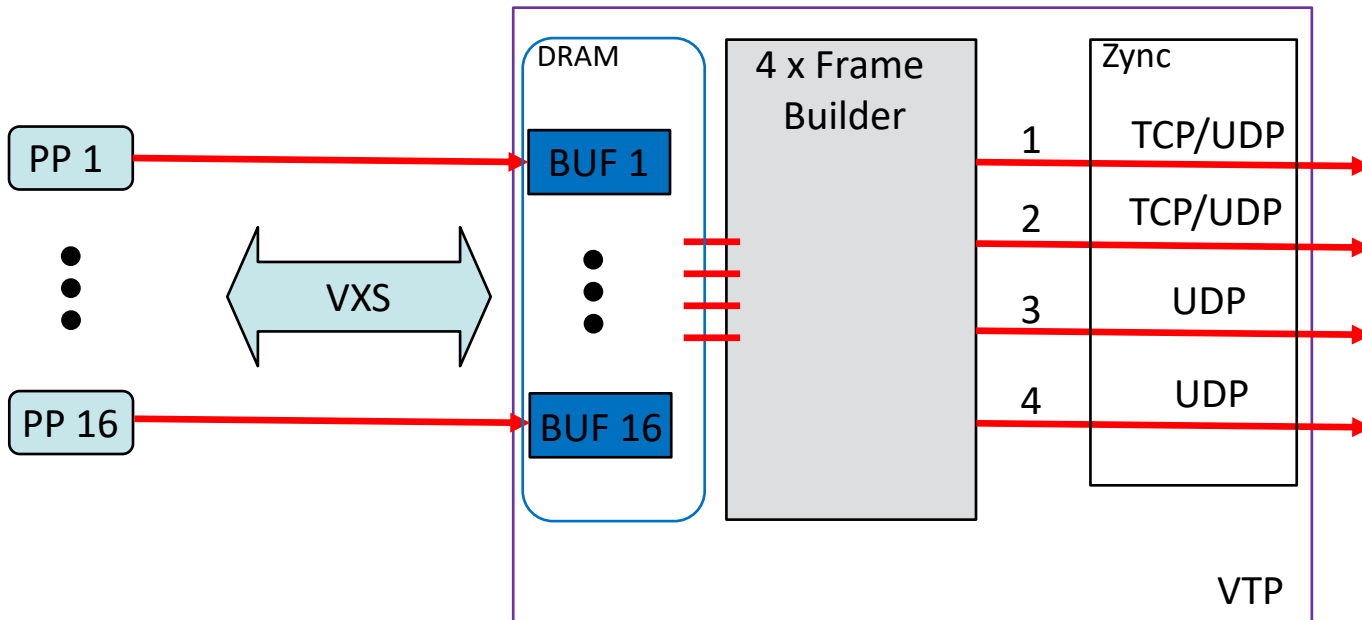 DRAM
4 x Frame
Builder
Zync
PP 1
BUF 1
1
TCP/UDP
2
TCP/UDP
VXS
3
UDP
PP 16
BUF 16
4
UDP
VTP